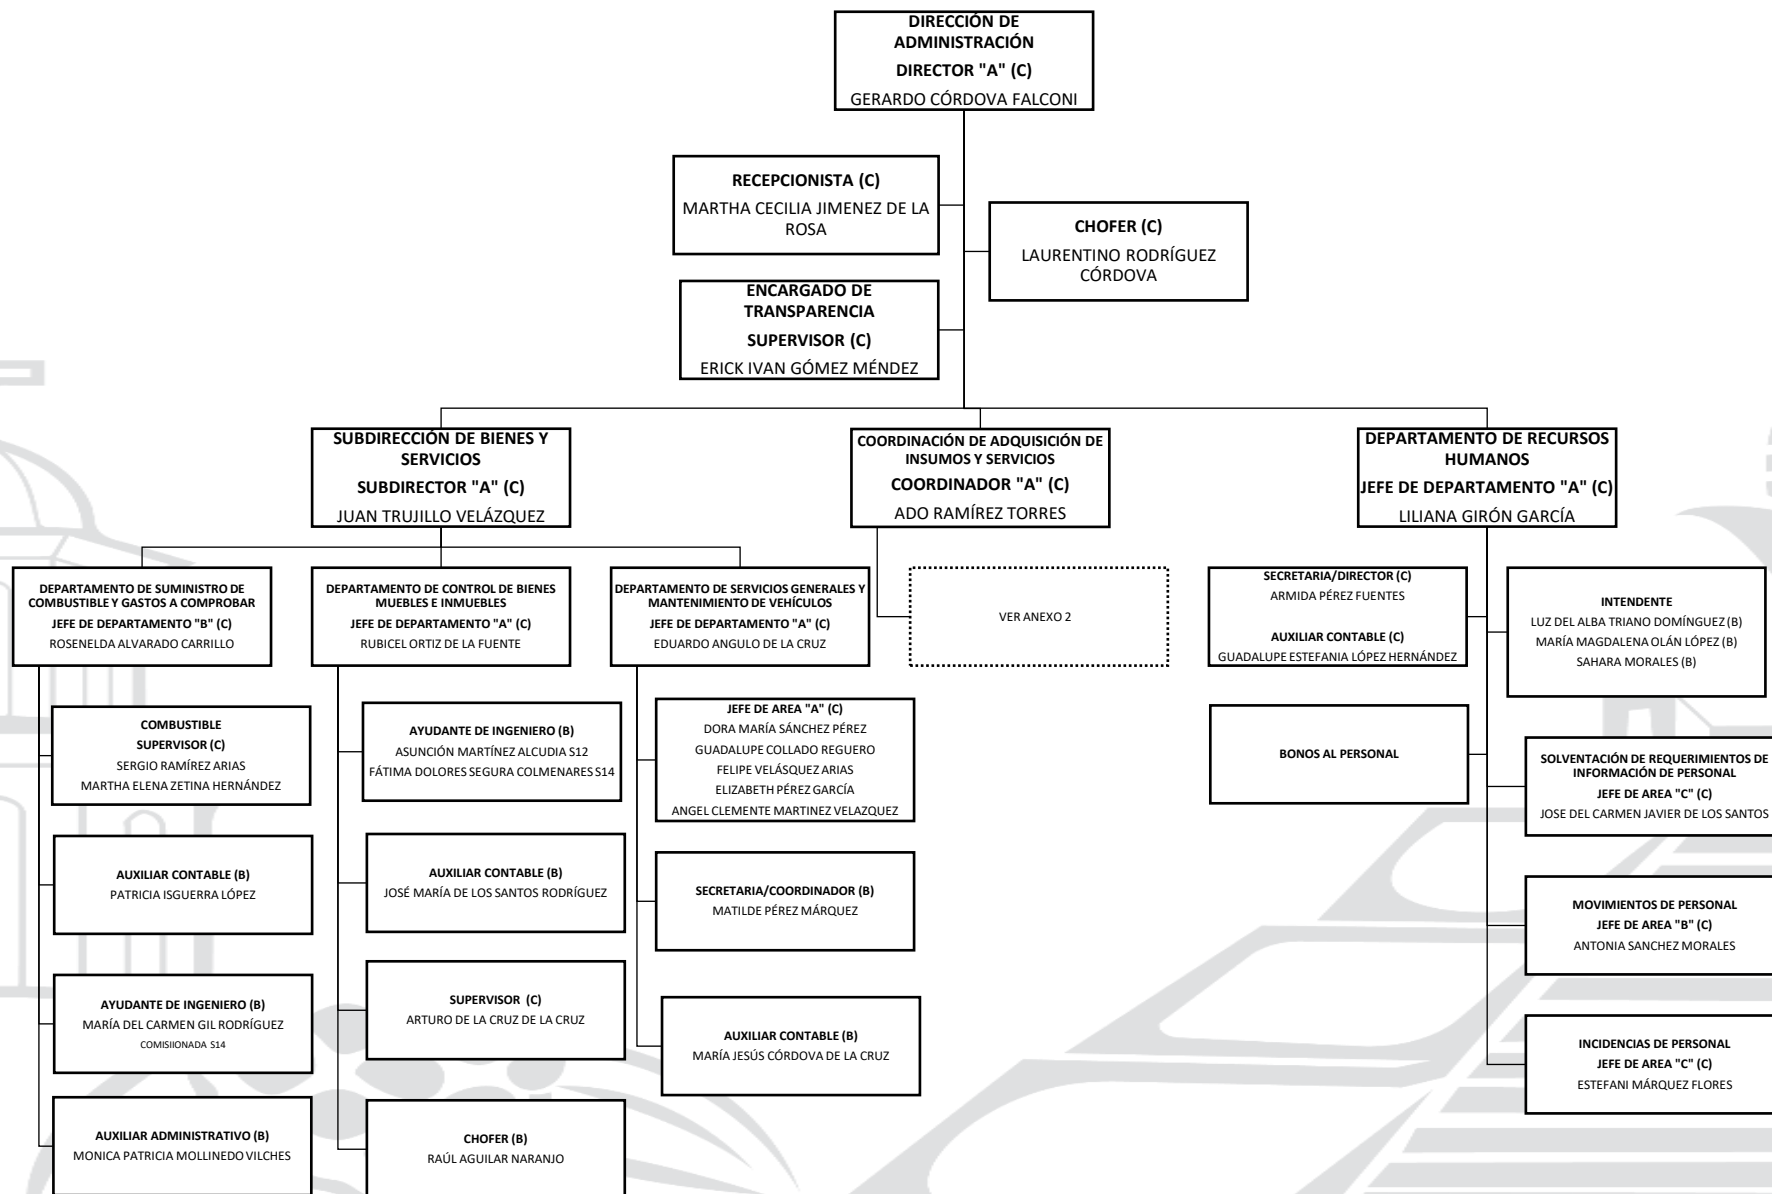 DIRECCIÓN DE
ADMINISTRACIÓN
DIRECTOR "A" (C)
GERARDO CÓRDOVA FALCONI
RECEPCIONISTA (C)
MARTHA CECILIA JIMENEZ DE LA
ROSA
CHOFER (C)
LAURENTINO RODRÍGUEZ
CÓRDOVA
ENCARGADO DE
TRANSPARENCIA
SUPERVISOR (C)
ERICK IVAN GÓMEZ MÉNDEZ
SUBDIRECCIÓN DE BIENES Y
SERVICIOS
SUBDIRECTOR "A" (C)
JUAN TRUJILLO VELÁZQUEZ
COORDINACIÓN DE ADQUISICIÓN DE
INSUMOS Y SERVICIOS
COORDINADOR "A" (C)
ADO RAMÍREZ TORRES
DEPARTAMENTO DE RECURSOS
HUMANOS
JEFE DE DEPARTAMENTO "A" (C)
LILIANA GIRÓN GARCÍA
DEPARTAMENTO DE SUMINISTRO DE
COMBUSTIBLE Y GASTOS A COMPROBAR
JEFE DE DEPARTAMENTO "B" (C)
ROSENELDA ALVARADO CARRILLO
DEPARTAMENTO DE CONTROL DE BIENES
MUEBLES E INMUEBLES
JEFE DE DEPARTAMENTO "A" (C)
RUBICEL ORTIZ DE LA FUENTE
DEPARTAMENTO DE SERVICIOS GENERALES Y
MANTENIMIENTO DE VEHÍCULOS
JEFE DE DEPARTAMENTO "A" (C)
EDUARDO ANGULO DE LA CRUZ
VER ANEXO 2
SECRETARIA/DIRECTOR (C)
ARMIDA PÉREZ FUENTES
AUXILIAR CONTABLE (C)
GUADALUPE ESTEFANIA LÓPEZ HERNÁNDEZ
INTENDENTE
LUZ DEL ALBA TRIANO DOMÍNGUEZ (B)
MARÍA MAGDALENA OLÁN LÓPEZ (B)
SAHARA MORALES (B)
COMBUSTIBLE
SUPERVISOR (C)
SERGIO RAMÍREZ ARIAS
MARTHA ELENA ZETINA HERNÁNDEZ
AYUDANTE DE INGENIERO (B)
ASUNCIÓN MARTÍNEZ ALCUDIA S12
FÁTIMA DOLORES SEGURA COLMENARES S14
JEFE DE AREA "A" (C)
DORA MARÍA SÁNCHEZ PÉREZ
GUADALUPE COLLADO REGUERO
FELIPE VELÁSQUEZ ARIAS
ELIZABETH PÉREZ GARCÍA
ANGEL CLEMENTE MARTINEZ VELAZQUEZ
BONOS AL PERSONAL
SOLVENTACIÓN DE REQUERIMIENTOS DE
INFORMACIÓN DE PERSONAL
JEFE DE AREA "C" (C)
JOSE DEL CARMEN JAVIER DE LOS SANTOS
AUXILIAR CONTABLE (B)
PATRICIA ISGUERRA LÓPEZ
AUXILIAR CONTABLE (B)
JOSÉ MARÍA DE LOS SANTOS RODRÍGUEZ
SECRETARIA/COORDINADOR (B)
MATILDE PÉREZ MÁRQUEZ
MOVIMIENTOS DE PERSONAL
JEFE DE AREA "B" (C)
ANTONIA SANCHEZ MORALES
AYUDANTE DE INGENIERO (B)
MARÍA DEL CARMEN GIL RODRÍGUEZ
COMISIIONADA S14
SUPERVISOR (C)
ARTURO DE LA CRUZ DE LA CRUZ
AUXILIAR CONTABLE (B)
MARÍA JESÚS CÓRDOVA DE LA CRUZ
INCIDENCIAS DE PERSONAL
JEFE DE AREA "C" (C)
ESTEFANI MÁRQUEZ FLORES
AUXILIAR ADMINISTRATIVO (B)
MONICA PATRICIA MOLLINEDO VILCHES
CHOFER (B)
RAÚL AGUILAR NARANJO